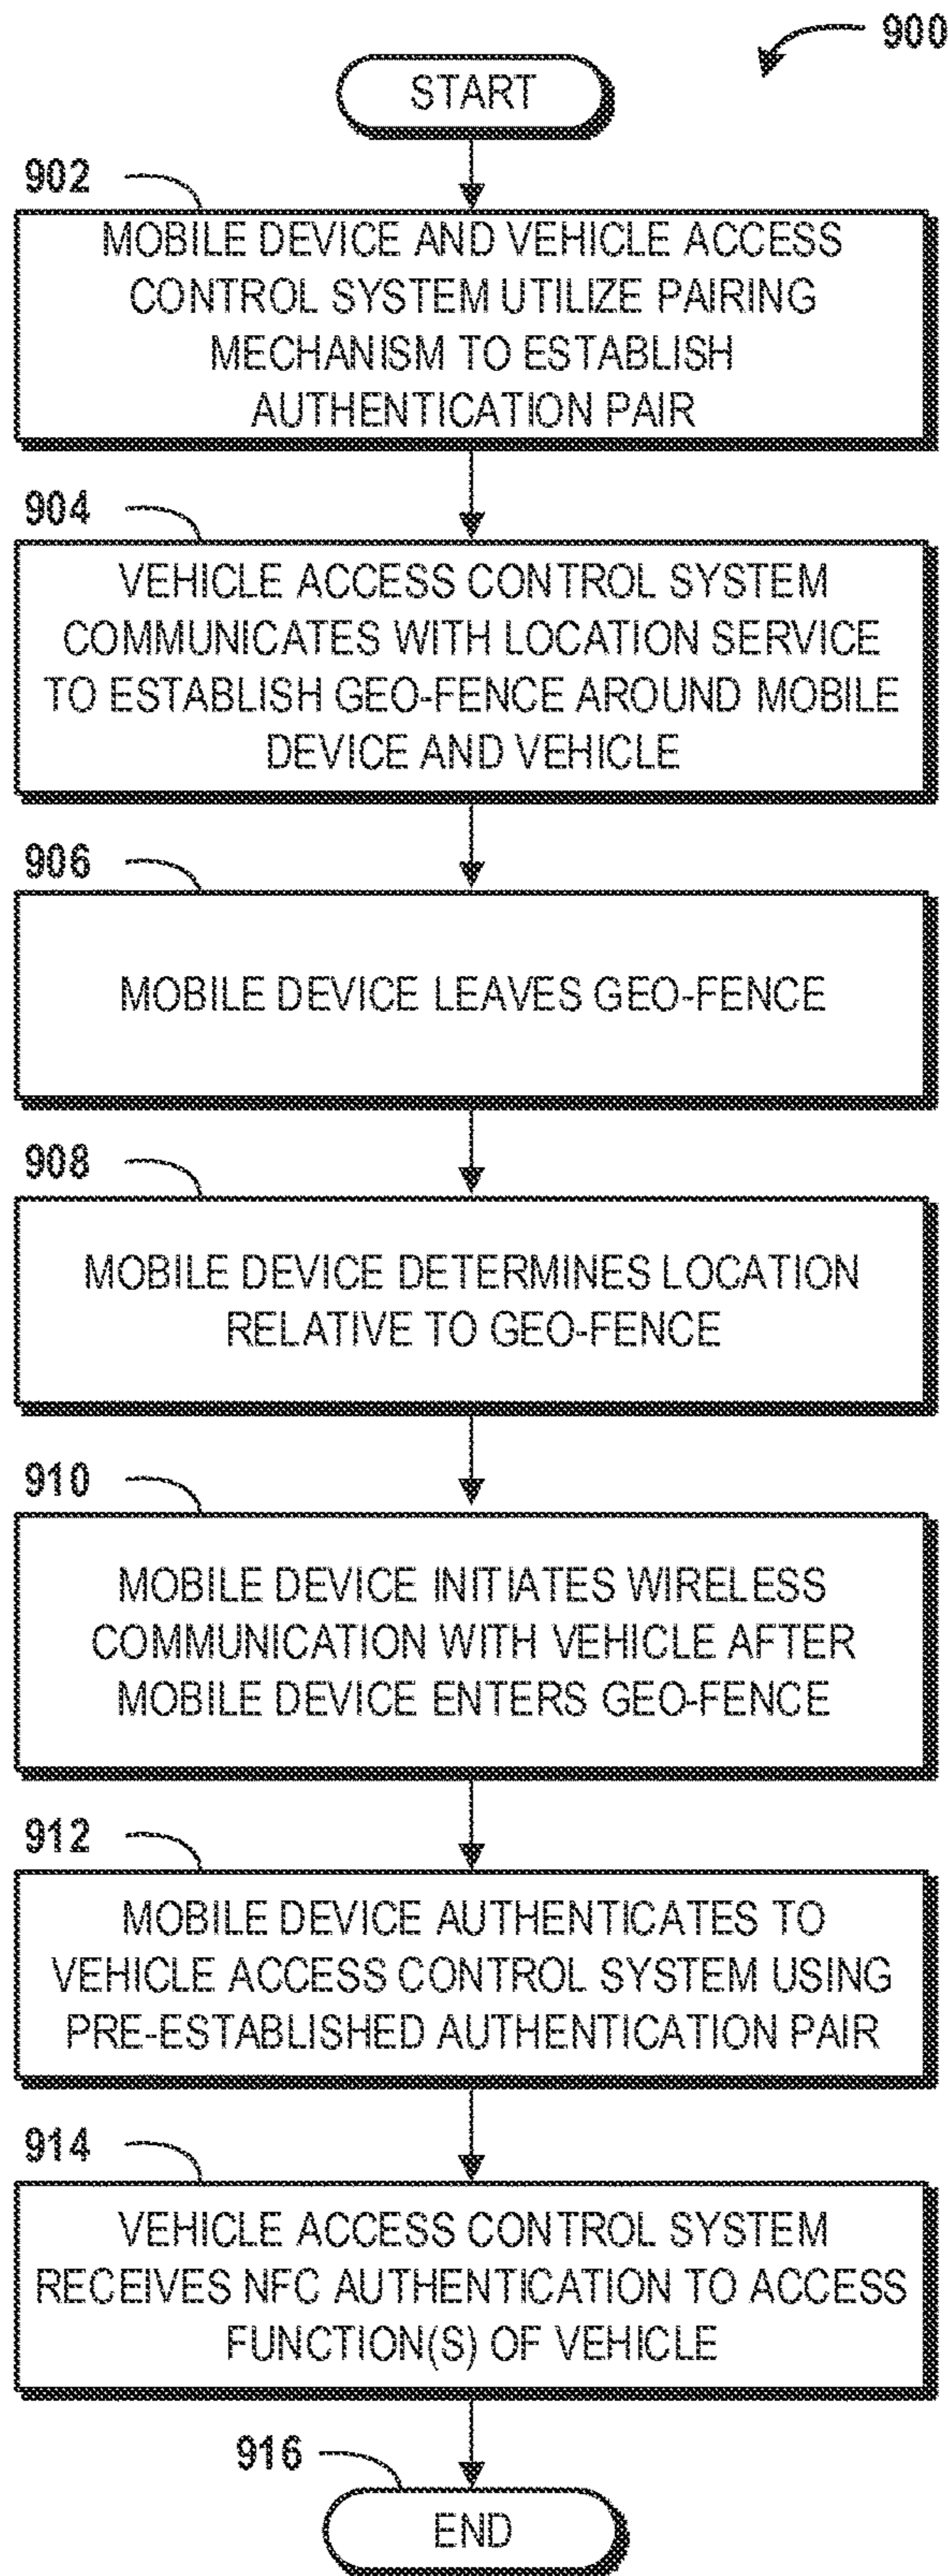 900
START
902
MOBILE DEVICE AND VEHICLE ACCESS
CONTROL SYSTEM UTILIZE PAIRING
MECHANISM TO ESTABLISH
AUTHENTICATION PAIR
904
VEHICLE ACCESS CONTROL SYSTEM
COMMUNICATES WITH LOCATION SERVICE
TO ESTABLISH GEO-FENCE AROUND MOBILE
DEVICE AND VEHICLE
906
MOBILE DEVICE LEAVES GEO-FENCE
908
MOBILE DEVICE DETERMINES LOCATION
RELATIVE TO GEO-FENCE
910
MOBILE DEVICE INITIATES WIRELESS
COMMUNICATION WITH VEHICLE AFTER
MOBILE DEVICE ENTERS GEO-FENCE
912
MOBILE DEVICE AUTHENTICATES TO
VEHICLE ACCESS CONTROL SYSTEM USING
PRE-ESTABLISHED AUTHENTICATION PAIR
914
VEHICLE ACCESS CONTROL SYSTEM
RECEIVES NFC AUTHENTICATION TO ACCESS
FUNCTION(S) OF VEHICLE
916
END